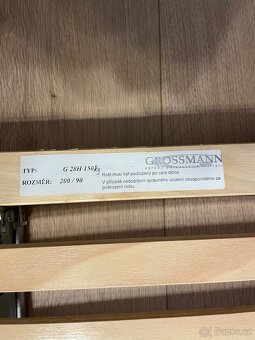 GROSSMANN
TYP: G 28H 150kg
ROZMĚR: 200 / 90
Rošt musí být podložený po celé délce.
V případě nedodržení správného uložení neodpovídáme za
poškození roštu.